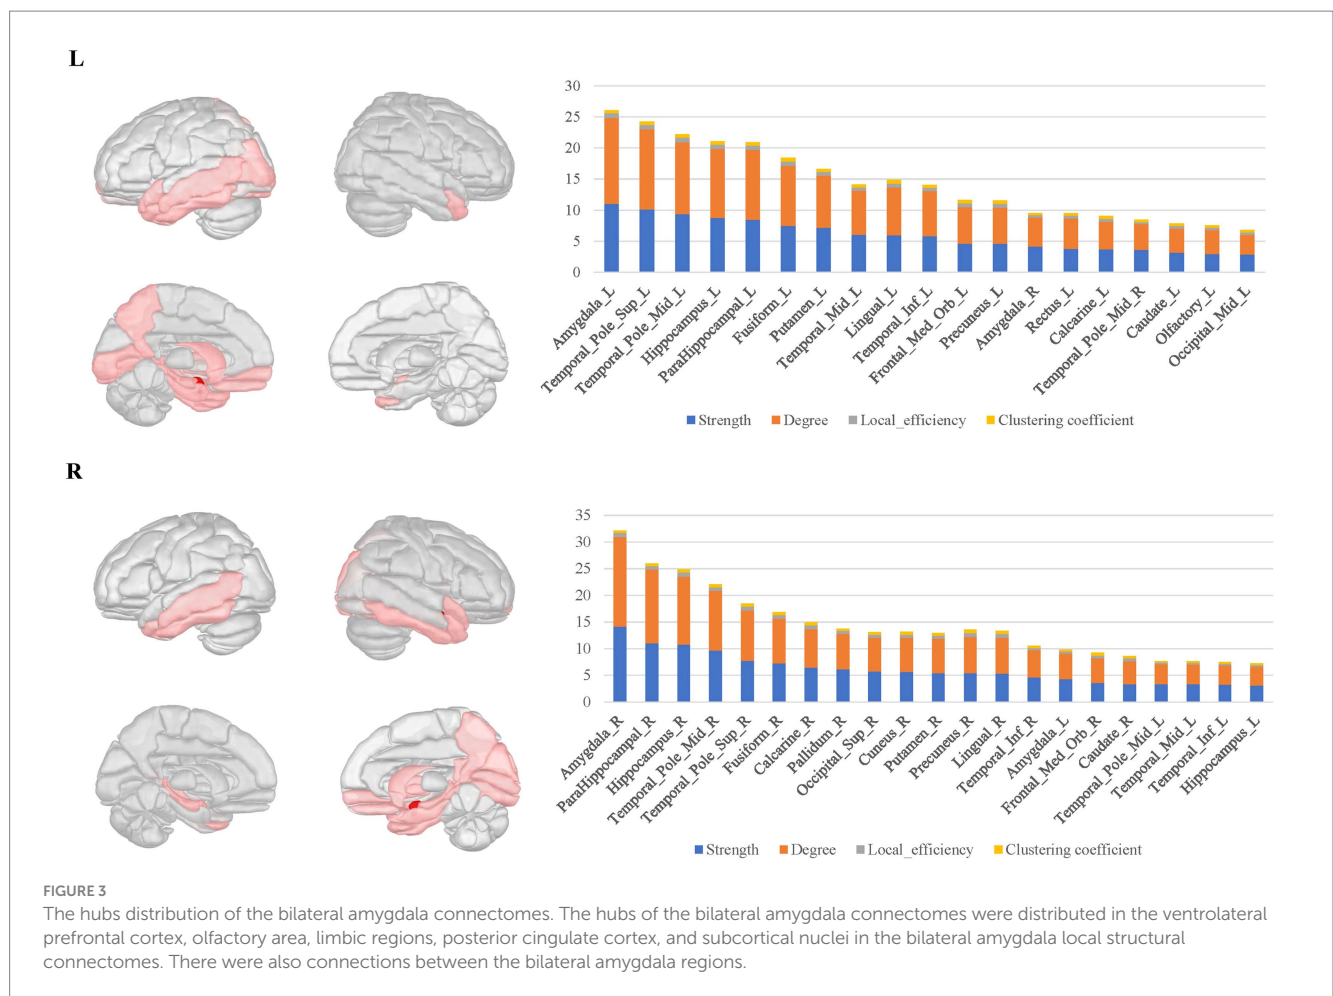 L
30
25
20
15
10
5
0
Amygdala_L
Temporal_Pole_Sup_L
Temporal_Pole_Mid_L
Hippocampus_L
ParaHippocampal_L
Fusiform_L
Putamen_L
Temporal_Mid_L
Lingual_L
Temporal_Inf_L
Frontal_Med_Orb_L
Precuneus_L
Amygdala_R
Rectus_L
Calcarine_L
Temporal_Pole_Mid_R
Caudate_L
Olfactory_L
Occipital_Mid_L
Strength Degree Local_efficiency Clustering coefficient
R
35
30
25
20
15
10
5
0
Amygdala_R
ParaHippocampal_R
Hippocampus_R
Temporal_Pole_Mid_R
Temporal_Pole_Sup_R
Fusiform_R
Calcarine_R
Pallidum_R
Occipital_Sup_R
Cuneus_R
Putamen_R
Precuneus_R
Lingual_R
Temporal_Inf_R
Amygdala_L
Frontal_Med_Orb_R
Caudate_R
Temporal_Pole_Mid_L
Temporal_Mid_L
Temporal_Inf_L
Hippocampus_L
Strength Degree Local_efficiency Clustering coefficient
FIGURE 3
The hubs distribution of the bilateral amygdala connectomes. The hubs of the bilateral amygdala connectomes were distributed in the ventrolateral
prefrontal cortex, olfactory area, limbic regions, posterior cingulate cortex, and subcortical nuclei in the bilateral amygdala local structural
connectomes. There were also connections between the bilateral amygdala regions.